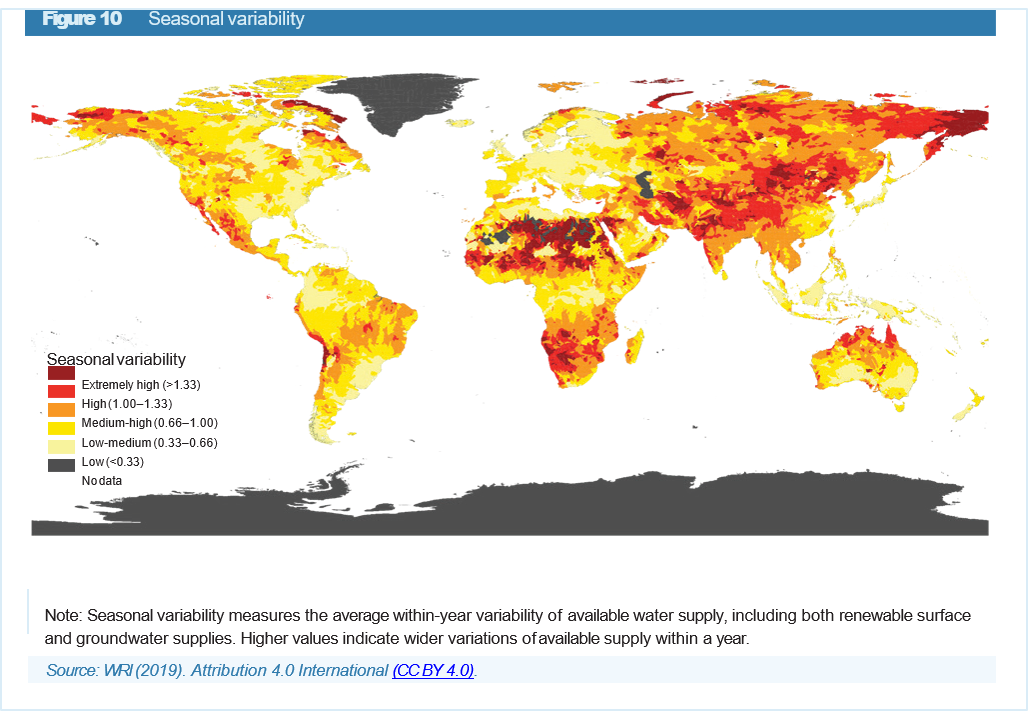 Figure 10 Seasonal variability
Seasonal variability
Extremely high (>1.33)
High (1.00–1.33)
Medium-high (0.66–1.00)
Low-medium (0.33–0.66)
Low (<0.33)
No data
Note: Seasonal variability measures the average within-year variability of available water supply, including both renewable surface
and groundwater supplies. Higher values indicate wider variations of available supply within a year.
Source: WRI (2019). Attribution 4.0 International (CC BY 4.0).